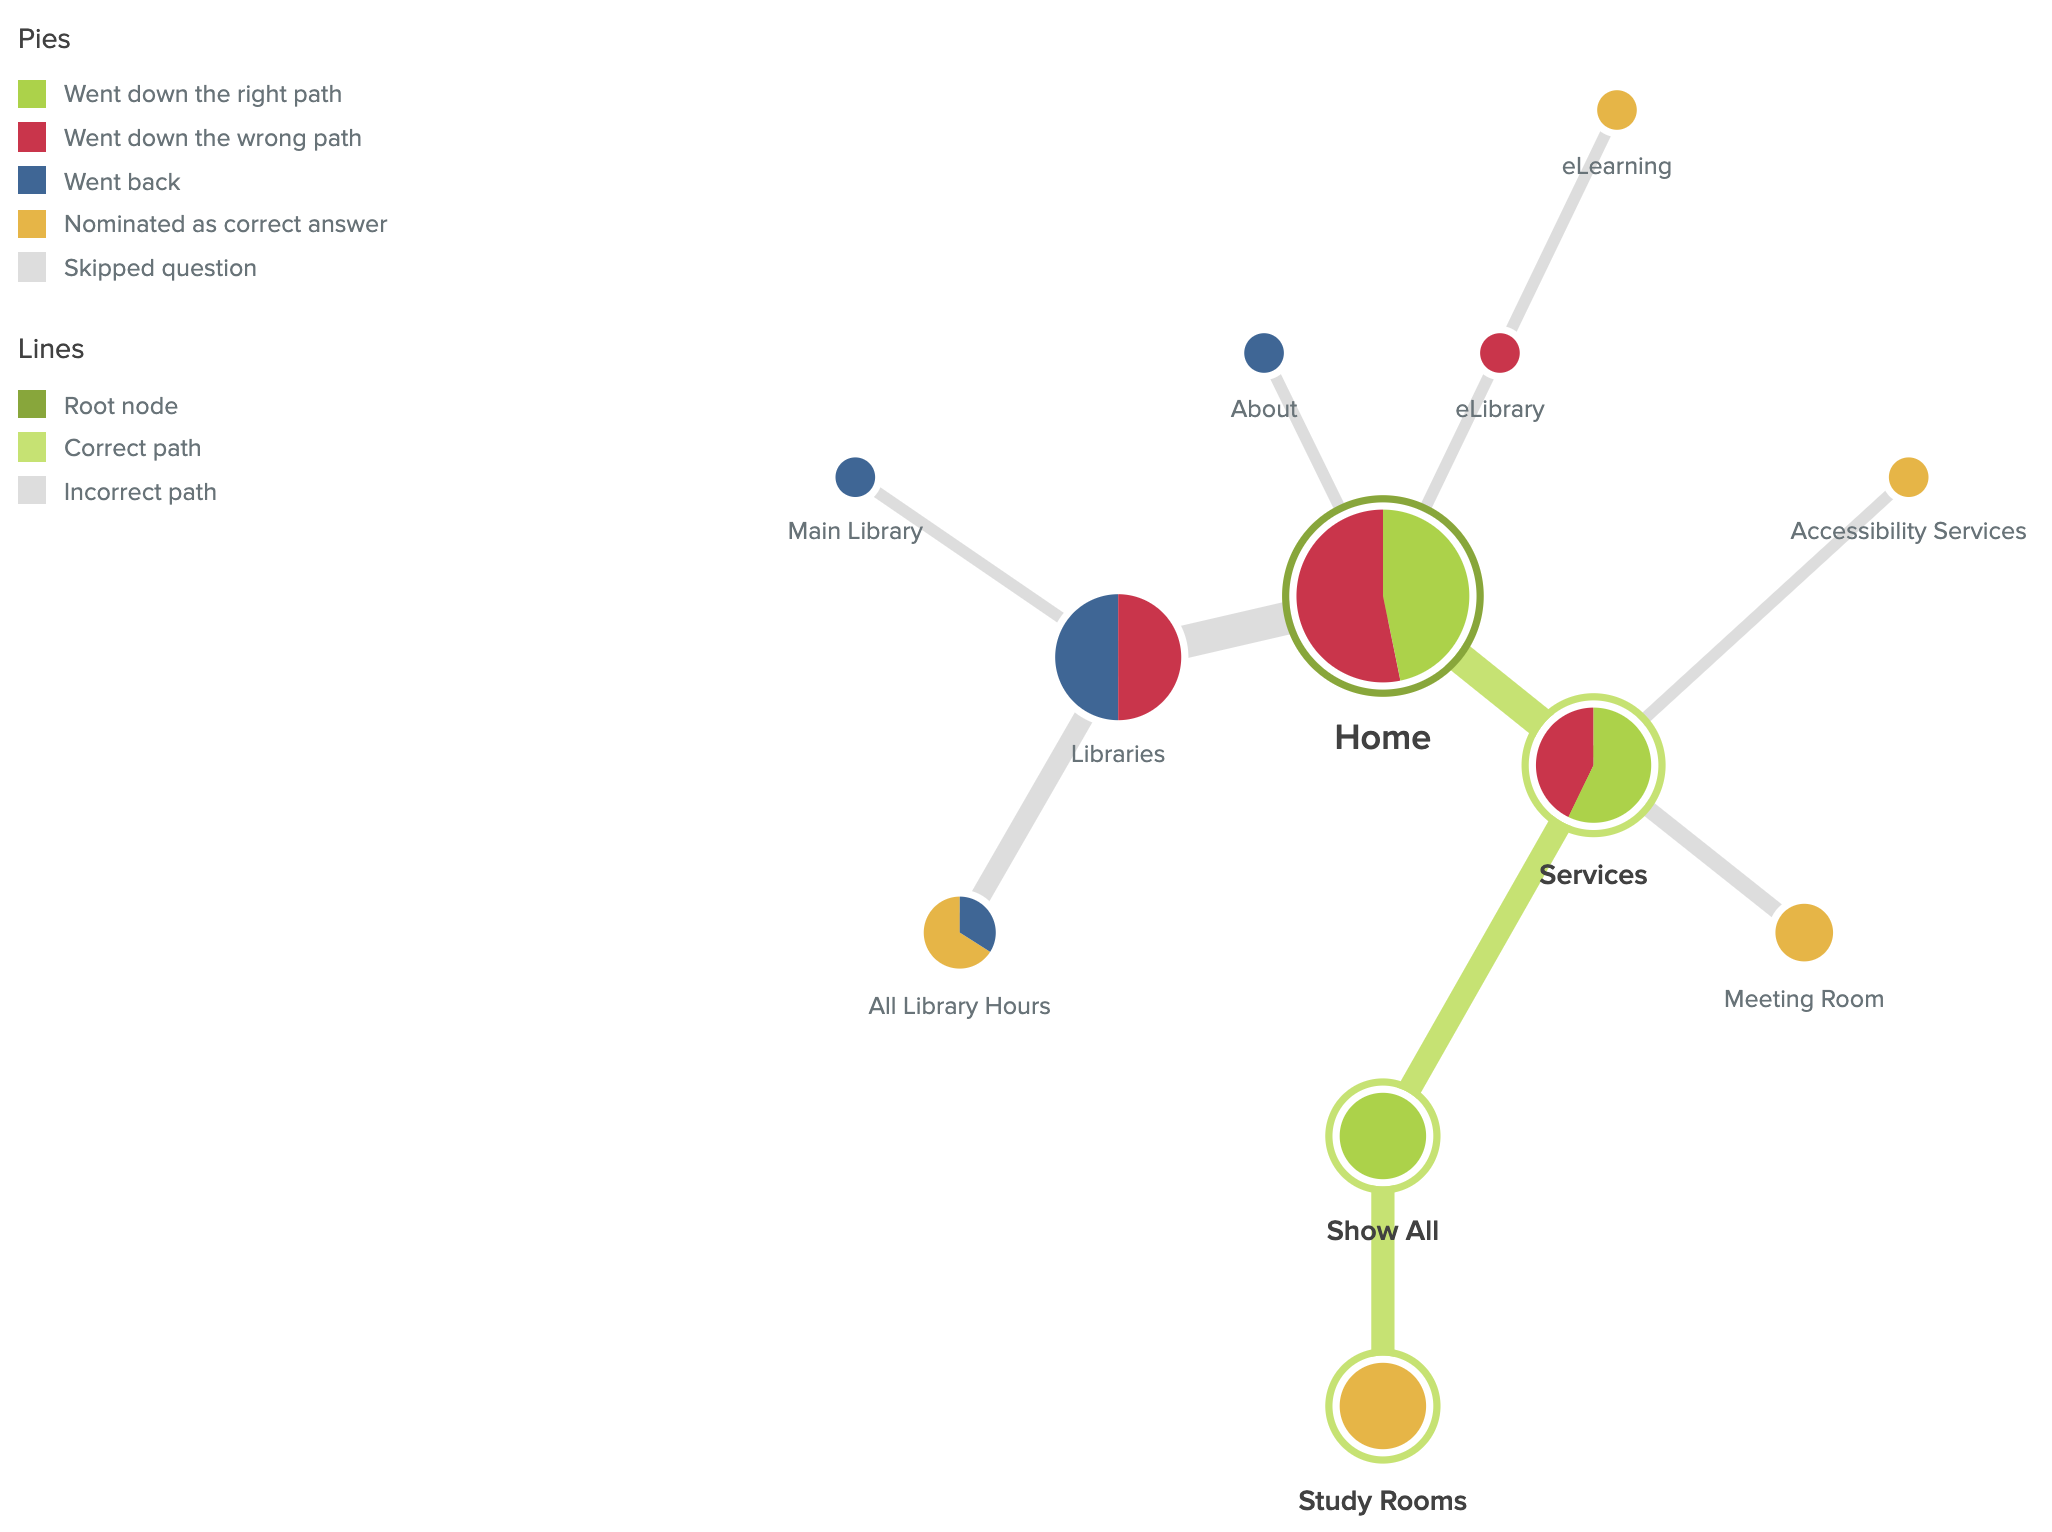 Pies
Went down the right path
Went down the wrong path
Went back
Nominated as correct answer
Skipped question
Lines
Root node
Correct path
Incorrect path
eLearning
About
eLibrary
Main Library
Accessibility Services
Home
Libraries
Services
All Library Hours
Meeting Room
Show All
Study Rooms